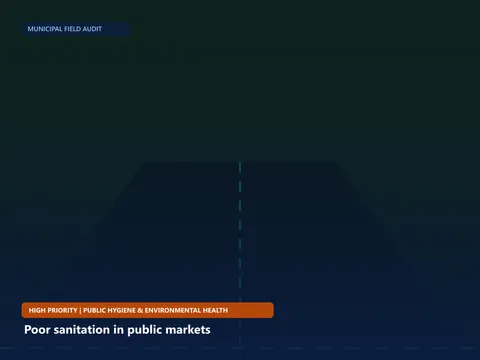 MUNICIPAL FIELD AUDIT
HIGH PRIORITY | PUBLIC HYGIENE & ENVIRONMENTAL HEALTH
Poor sanitation in public markets